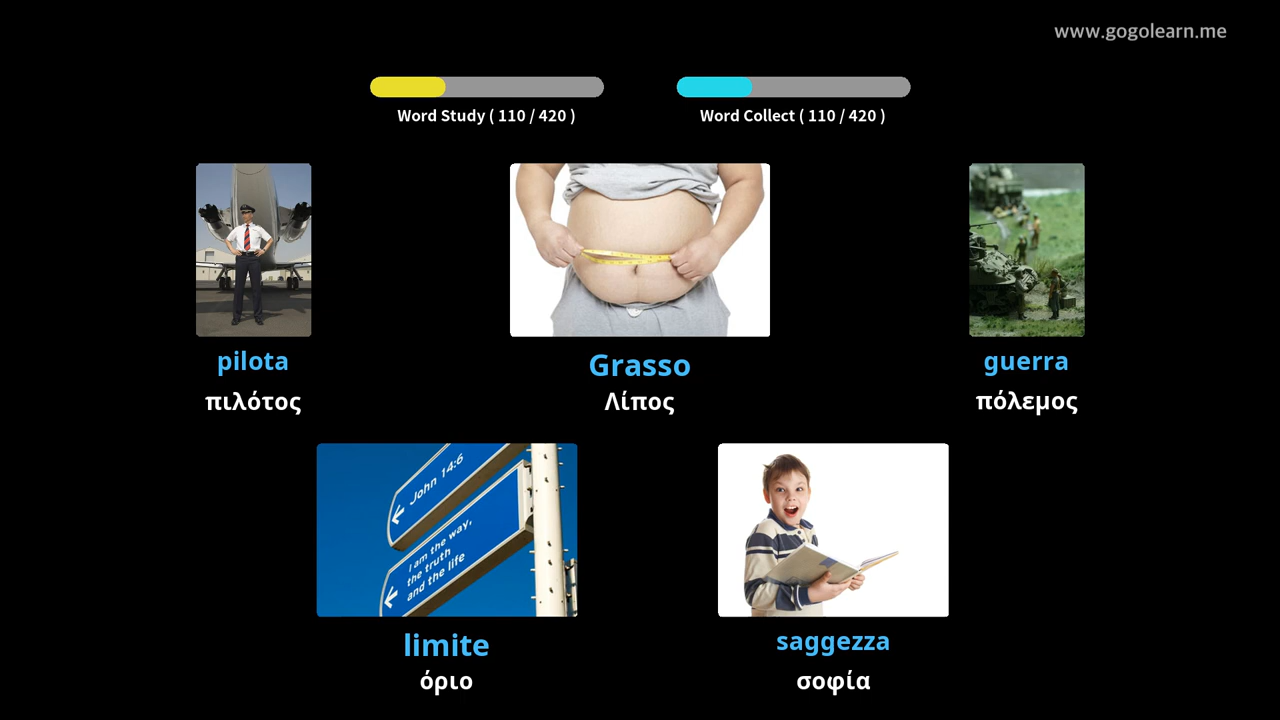 www.gogolearn.me
Word Study ( 110 / 420 )
Word Collect ( 110 / 420 )
pilota
πιλότος
Grasso
Λίπος
guerra
πόλεμος
John 14:6
I am the way,
the truth
and the life
limite
όριο
saggezza
σοφία